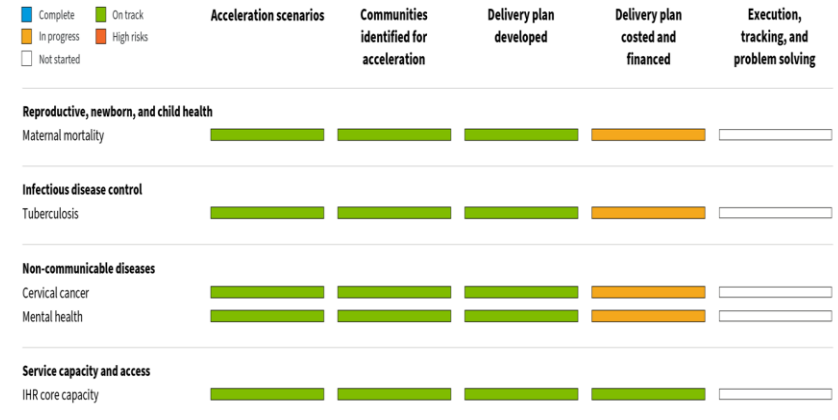 Complete
On track
In progress
High risks
Not started
Acceleration scenarios
Communities
identified for
acceleration
Delivery plan
developed
Delivery plan
costed and
financed
Execution,
tracking, and
problem solving
Reproductive, newborn, and child health
Maternal mortality
Infectious disease control
Tuberculosis
Non-communicable diseases
Cervical cancer
Mental health
Service capacity and access
IHR core capacity